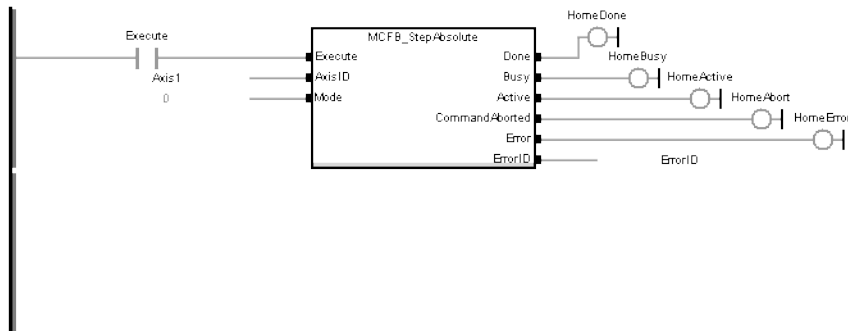 HomeDone
Execute
MCFB_StepAbsolute
Execute
Done
HomeBusy
Axis1
AxisID
Busy
HomeActive
0
Mode
Active
HomeAbort
CommandAborted
HomeError
Error
ErrorID
ErrorID